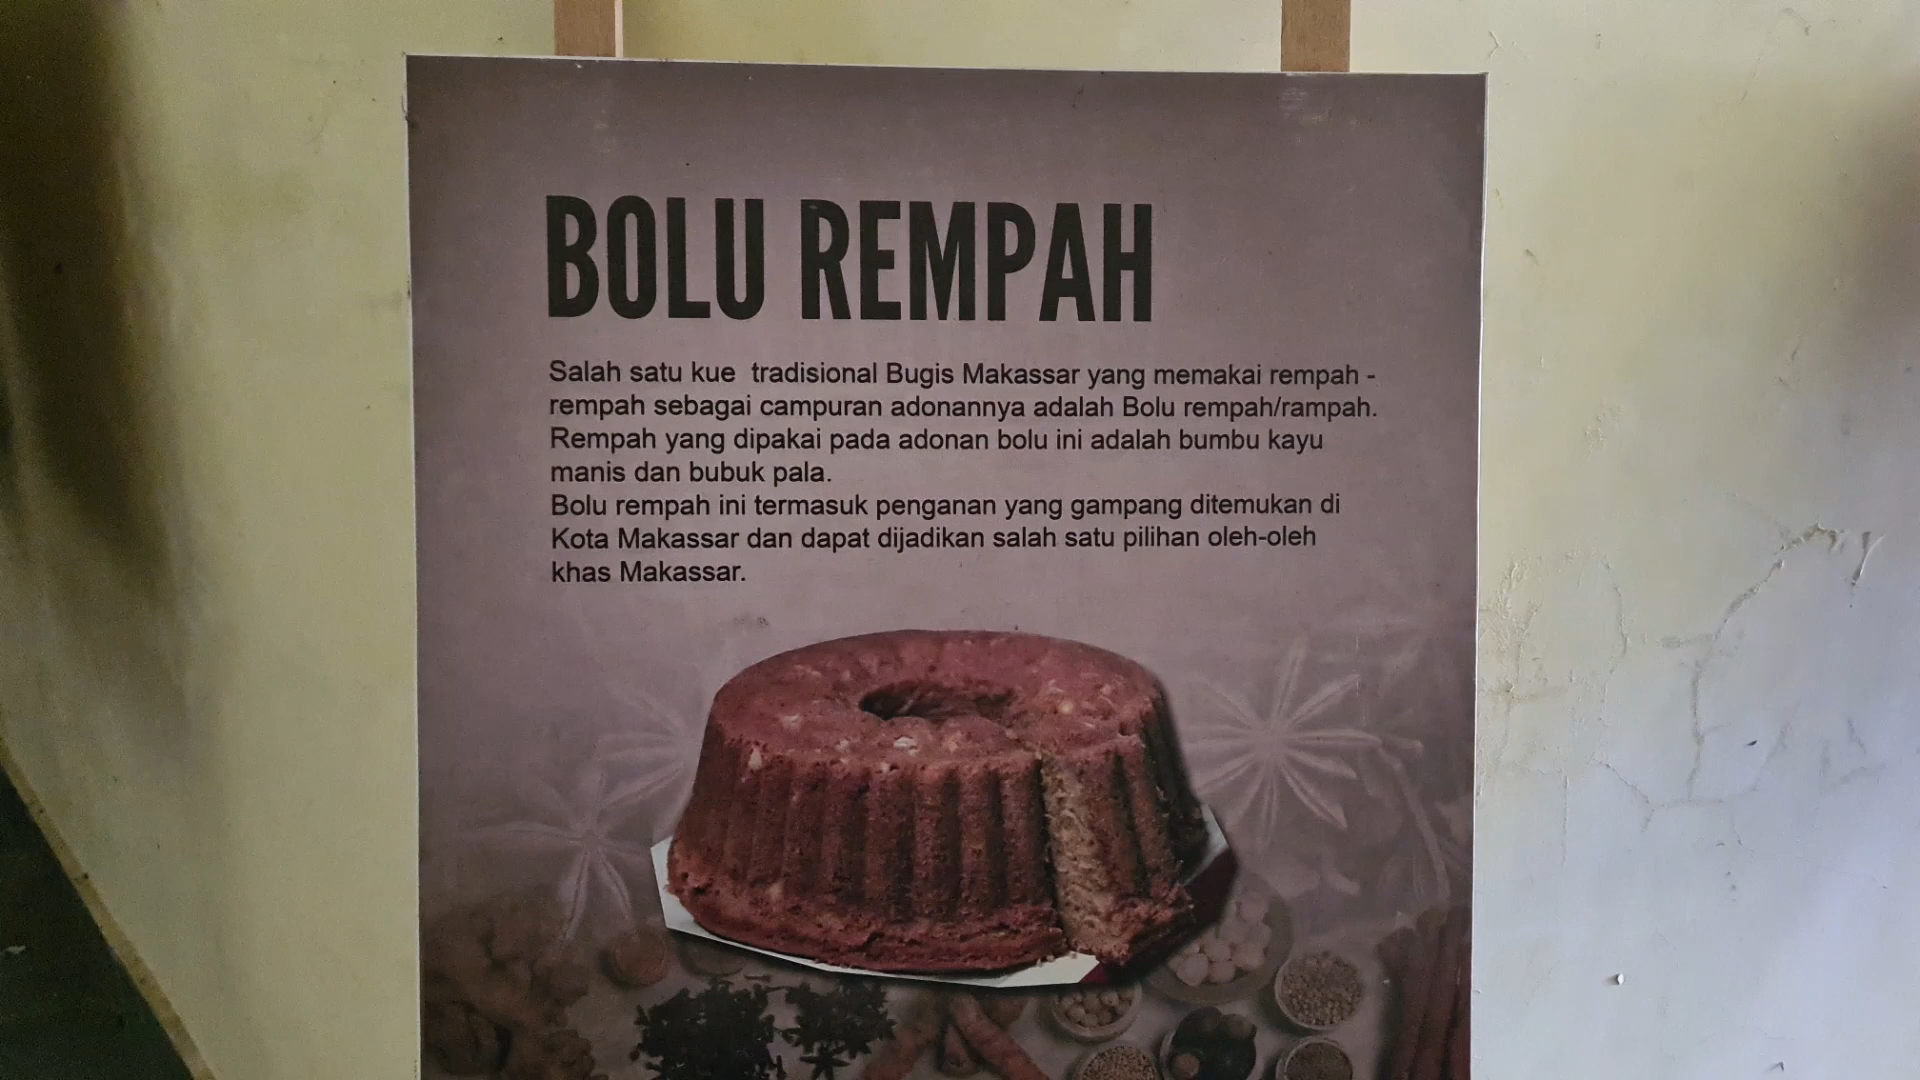 BOLU REMPAH
Salah satu kue tradisional Bugis Makassar yang memakai rempah -
rempah sebagai campuran adonannya adalah Bolu rempah/rampah.
Rempah yang dipakai pada adonan bolu ini adalah bumbu kayu
manis dan bubuk pala.
Bolu rempah ini termasuk penganan yang gampang ditemukan di
Kota Makassar dan dapat dijadikan salah satu pilihan oleh-oleh
khas Makassar.